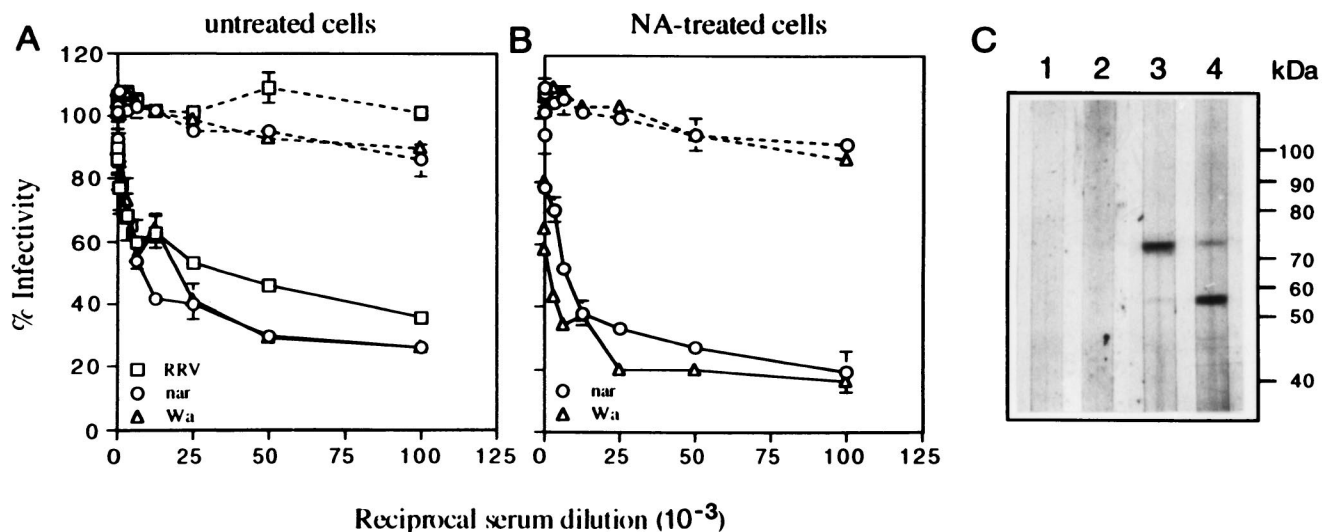 A untreated cells
120
100
80
60
40
20
0
% Infectivity
RRV
nar
Wa
0 25 50 75 100 125
B NA-treated cells
nar
Wa
0 25 50 75 100 125
Reciprocal serum dilution (10-3)
C
1 2 3 4 kDa
100
90
80
70
60
50
40